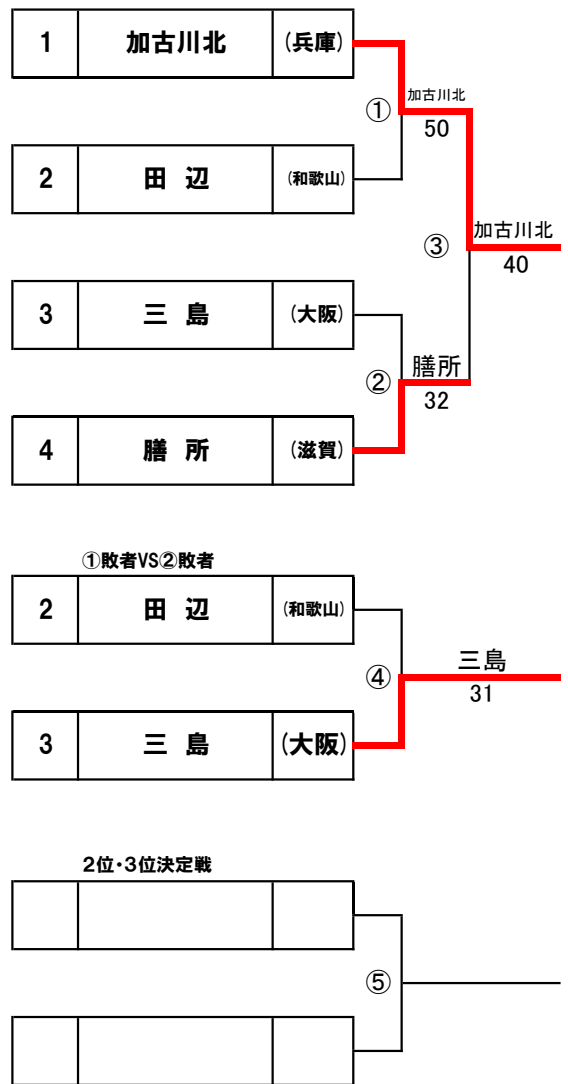 1 加古川北 (兵庫)
加古川北
① 50
2 田 辺 (和歌山)
③ 加古川北
40
3 三 島 (大阪)
② 膳所
32
4 膳 所 (滋賀)
①敗者VS②敗者
2 田 辺 (和歌山)
④ 三島
31
3 三 島 (大阪)
2位・3位決定戦
⑤